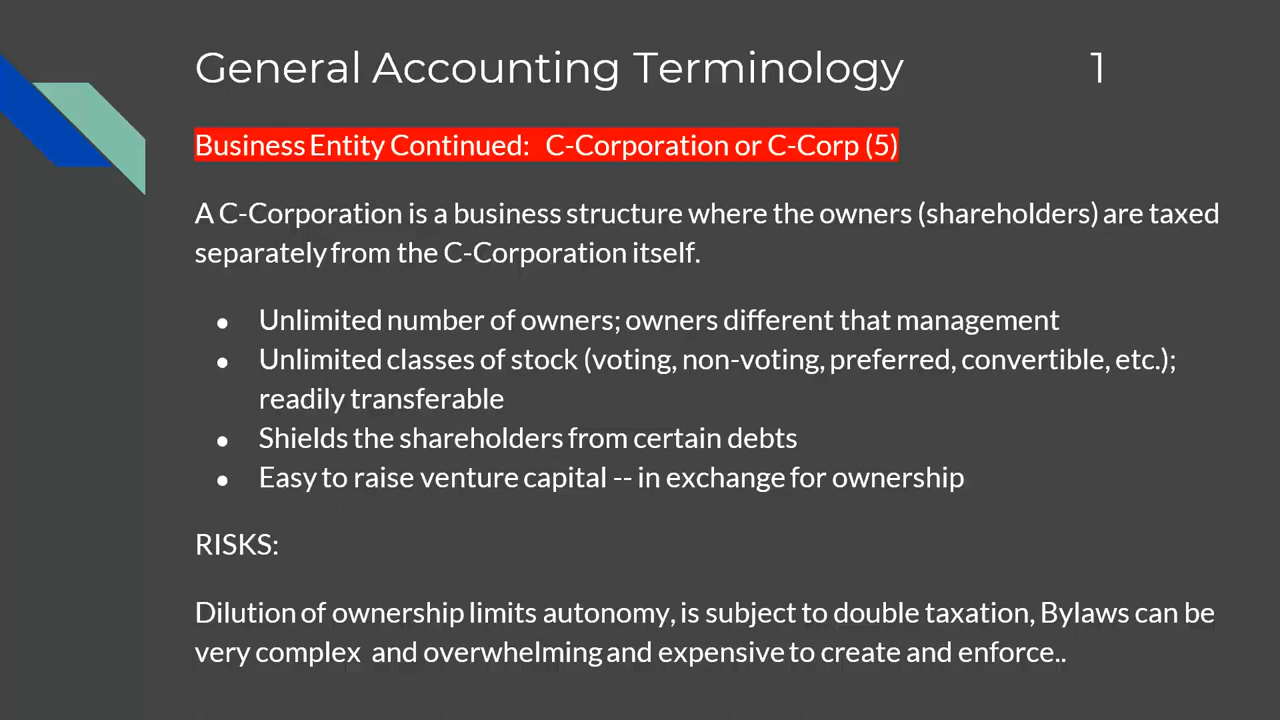 General Accounting Terminology 1
Business Entity Continued: C-Corporation or C-Corp (5)
A C-Corporation is a business structure where the owners (shareholders) are taxed
separately from the C-Corporation itself.
● Unlimited number of owners; owners different that management
● Unlimited classes of stock (voting, non-voting, preferred, convertible, etc.);
readily transferable
● Shields the shareholders from certain debts
● Easy to raise venture capital -- in exchange for ownership
RISKS:
Dilution of ownership limits autonomy, is subject to double taxation, Bylaws can be
very complex and overwhelming and expensive to create and enforce..